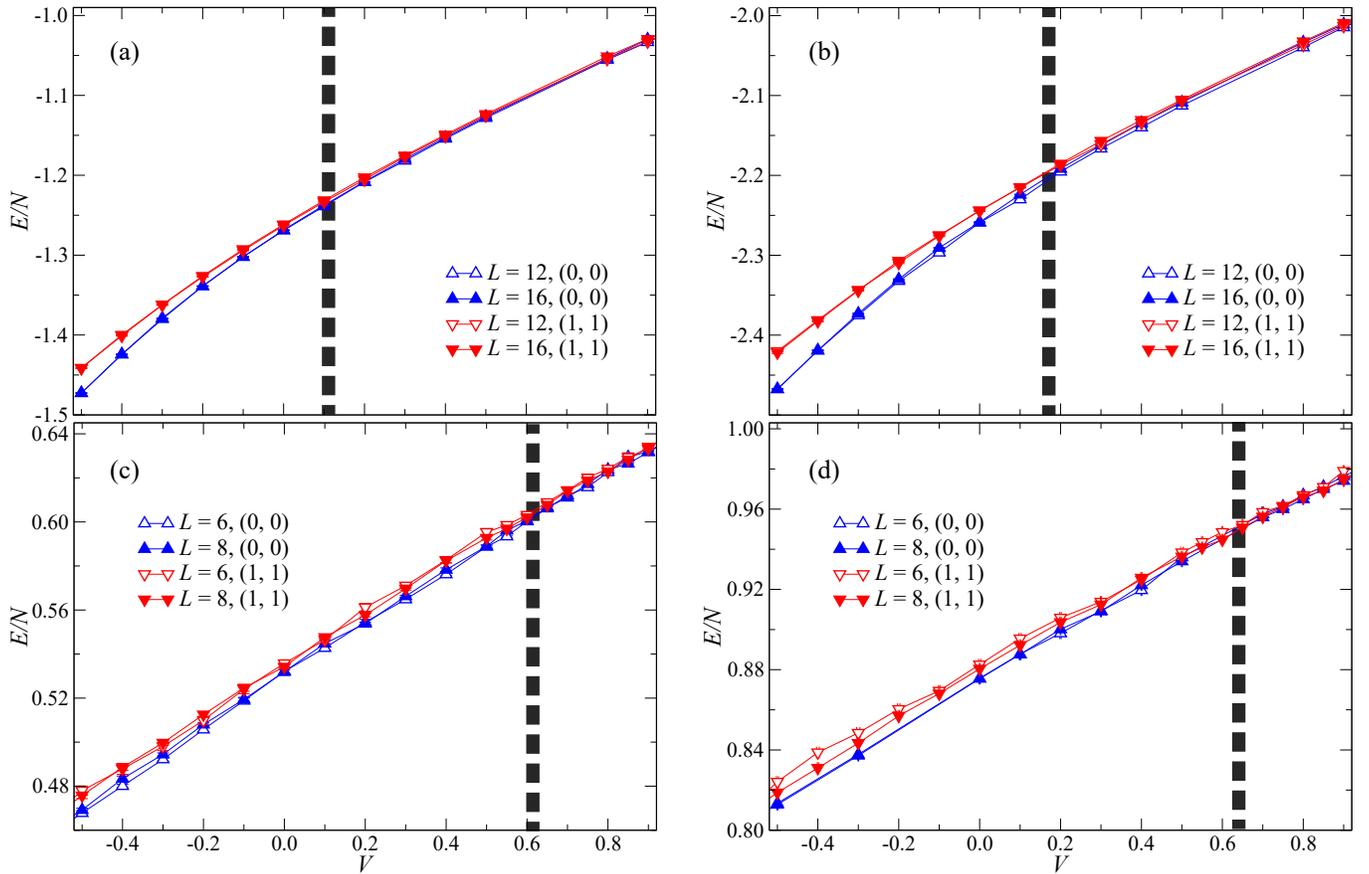 (a)
E/N
-1.0
-1.1
-1.2
-1.3
-1.4
-1.5
L = 12, (0, 0)
L = 16, (0, 0)
L = 12, (1, 1)
L = 16, (1, 1)
(b)
E/N
-2.0
-2.1
-2.2
-2.3
-2.4
L = 12, (0, 0)
L = 16, (0, 0)
L = 12, (1, 1)
L = 16, (1, 1)
(c)
E/N
0.64
0.60
0.56
0.52
0.48
L = 6, (0, 0)
L = 8, (0, 0)
L = 6, (1, 1)
L = 8, (1, 1)
-0.4 -0.2 0.0 0.2 0.4 0.6 0.8
V
(d)
E/N
1.00
0.96
0.92
0.88
0.84
0.80
L = 6, (0, 0)
L = 8, (0, 0)
L = 6, (1, 1)
L = 8, (1, 1)
-0.4 -0.2 0.0 0.2 0.4 0.6 0.8
V